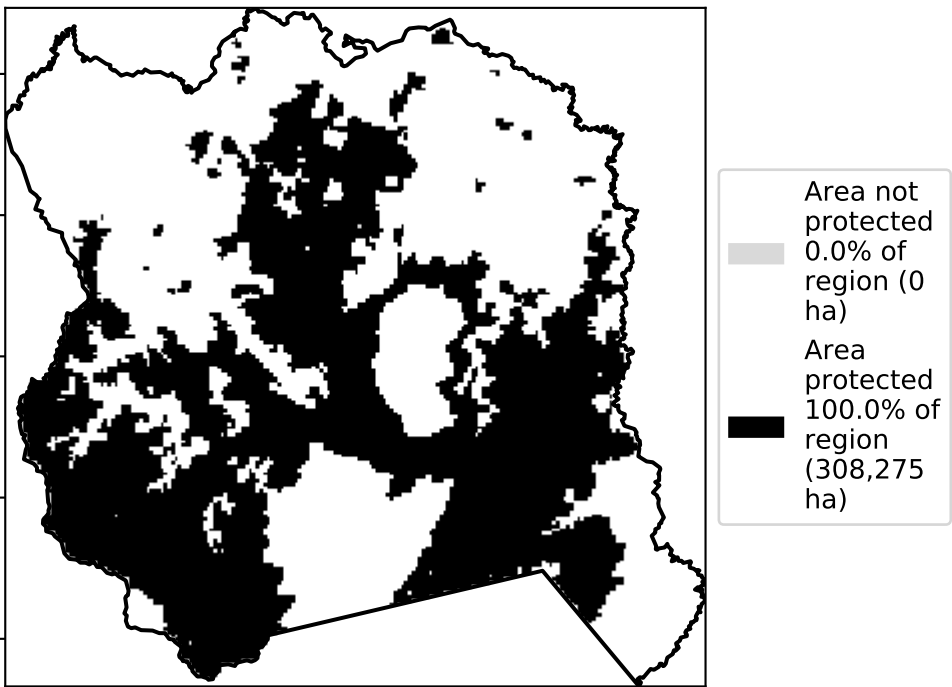 Area not
protected
0.0% of
region (0
ha)
Area
protected
100.0% of
region
(308,275
ha)